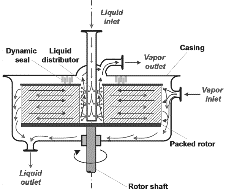 Liquid
inlet
Dynamic
seal
Liquid
distributor
Casing
Vapor
outlet
Vapor
inlet
Packed rotor
Liquid
outlet
Rotor shaft